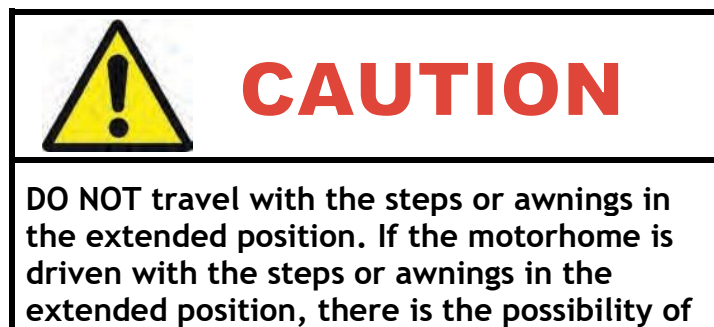 CAUTION
DO NOT travel with the steps or awnings in
the extended position. If the motorhome is
driven with the steps or awnings in the
extended position, there is the possibility of